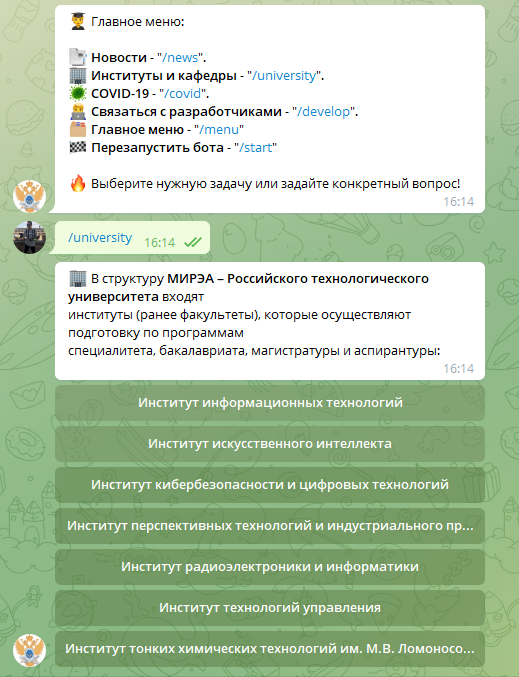 Главное меню:
Новости - "/news".
Институты и кафедры - "/university".
COVID-19 - "/covid".
Связаться с разработчиками - "/develop".
Главное меню - "/menu"
Перезапустить бота - "/start"
Выберите нужную задачу или задайте конкретный вопрос!
16:14
/university 16:14
В структуру МИРЭА – Российского технологического
университета входят
институты (ранее факультеты), которые осуществляют
подготовку по программам
специалитета, бакалавриата, магистратуры и аспирантуры:
16:14
Институт информационных технологий
Институт искусственного интеллекта
Институт кибербезопасности и цифровых технологий
Институт перспективных технологий и индустриального пр...
Институт радиоэлектроники и информатики
Институт технологий управления
Институт тонких химических технологий им. М.В. Ломоносо...